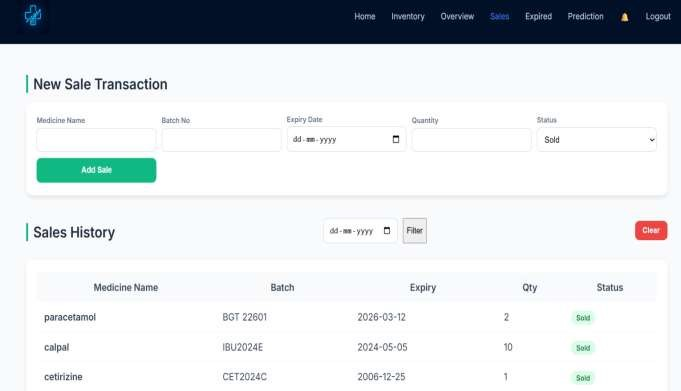 Home Inventory Overview Sales Expired Prediction Logout
New Sale Transaction
Medicine Name Batch No Expiry Date Quantity Status
dd-mm-yyyy Sold
Add Sale
Sales History dd-mm-yyyy Filter Clear
Medicine Name Batch Expiry Qty Status
paracetamol BGT 22601 2026-03-12 2 Sold
calpal IBU2024E 2024-05-05 10 Sold
cetirizine CET2024C 2006-12-25 1 Sold